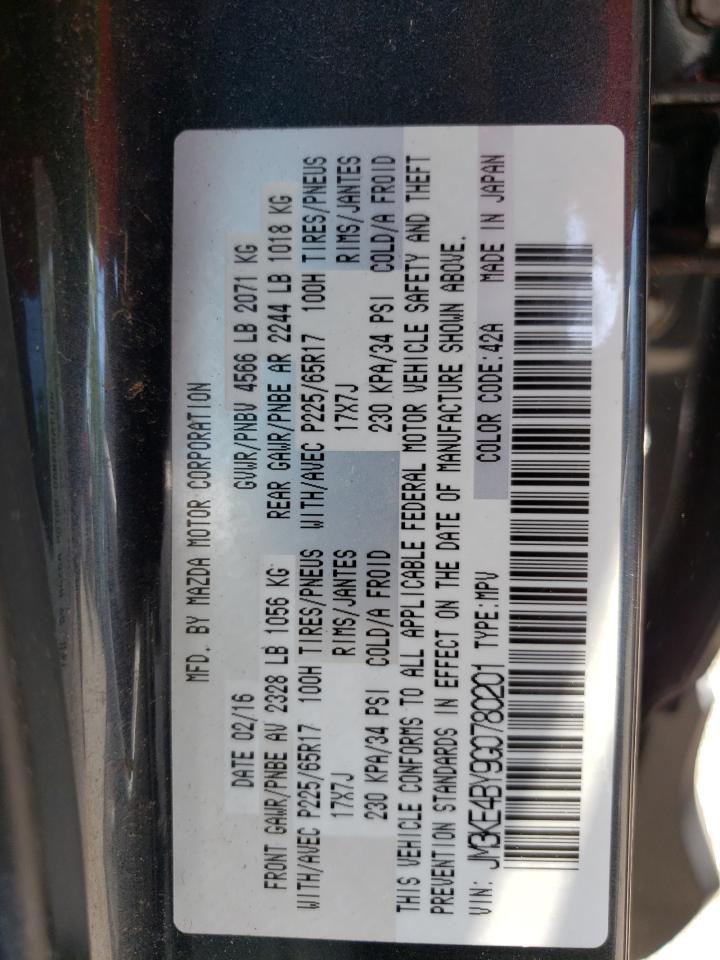 MFD. BY MAZDA MOTOR CORPORATION
DATE 02/16 GVWR/PNBV 4566 LB 2071 KG
FRONT GAWR/PNBE AV 2328 LB 1056 KG REAR GAWR/PNBE AR 2244 LB 1018 KG
WITH/AVEC P225/65R17 100H TIRES/PNEUS WITH/AVEC P225/65R17 100H TIRES/PNEUS
17X7J RIMS/JANTES 17X7J RIMS/JANTES
230 KPA/34 PSI COLD/A FROID 230 KPA/34 PSI COLD/A FROID
THIS VEHICLE CONFORMS TO ALL APPLICABLE FEDERAL MOTOR VEHICLE SAFETY AND THEFT
PREVENTION STANDARDS IN EFFECT ON THE DATE OF MANUFACTURE SHOWN ABOVE.
VIN: JM3KE4BY9G0780201 TYPE:MPV COLOR CODE:42A MADE IN JAPAN